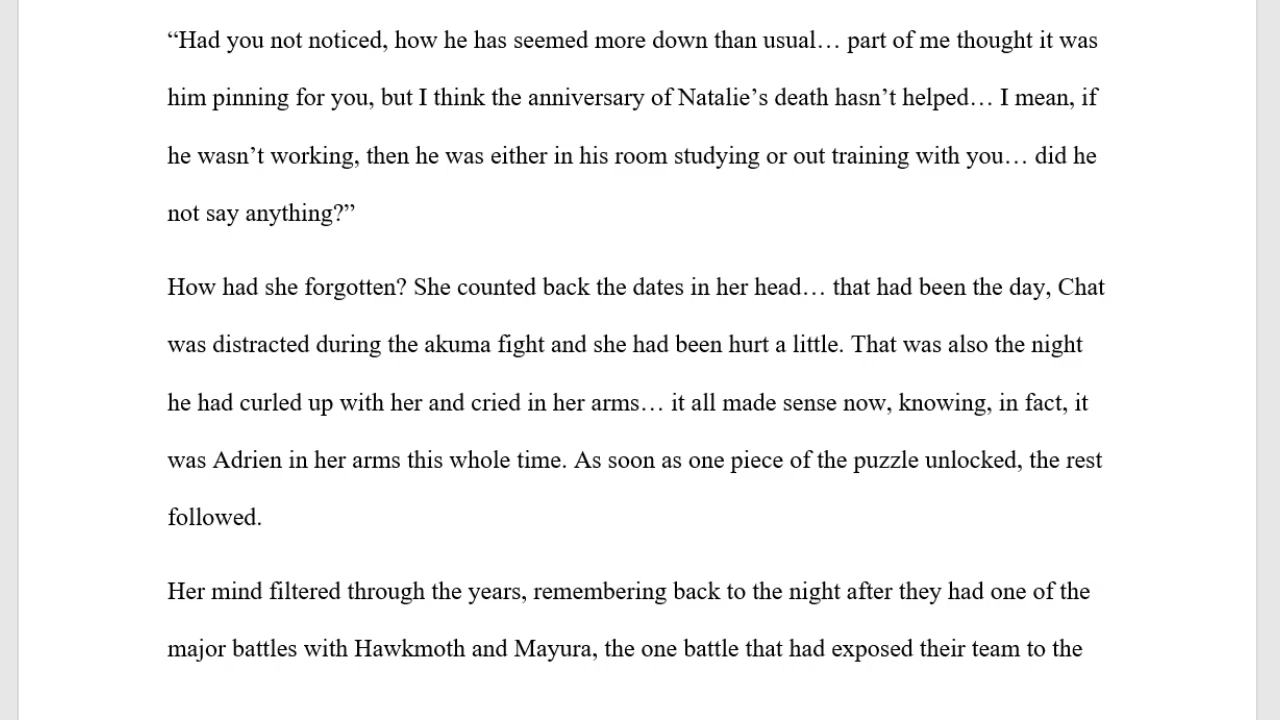 “Had you not noticed, how he has seemed more down than usual… part of me thought it was
him pinning for you, but I think the anniversary of Natalie’s death hasn’t helped… I mean, if
he wasn’t working, then he was either in his room studying or out training with you… did he
not say anything?”
How had she forgotten? She counted back the dates in her head… that had been the day, Chat
was distracted during the akuma fight and she had been hurt a little. That was also the night
he had curled up with her and cried in her arms… it all made sense now, knowing, in fact, it
was Adrien in her arms this whole time. As soon as one piece of the puzzle unlocked, the rest
followed.
Her mind filtered through the years, remembering back to the night after they had one of the
major battles with Hawkmoth and Mayura, the one battle that had exposed their team to the